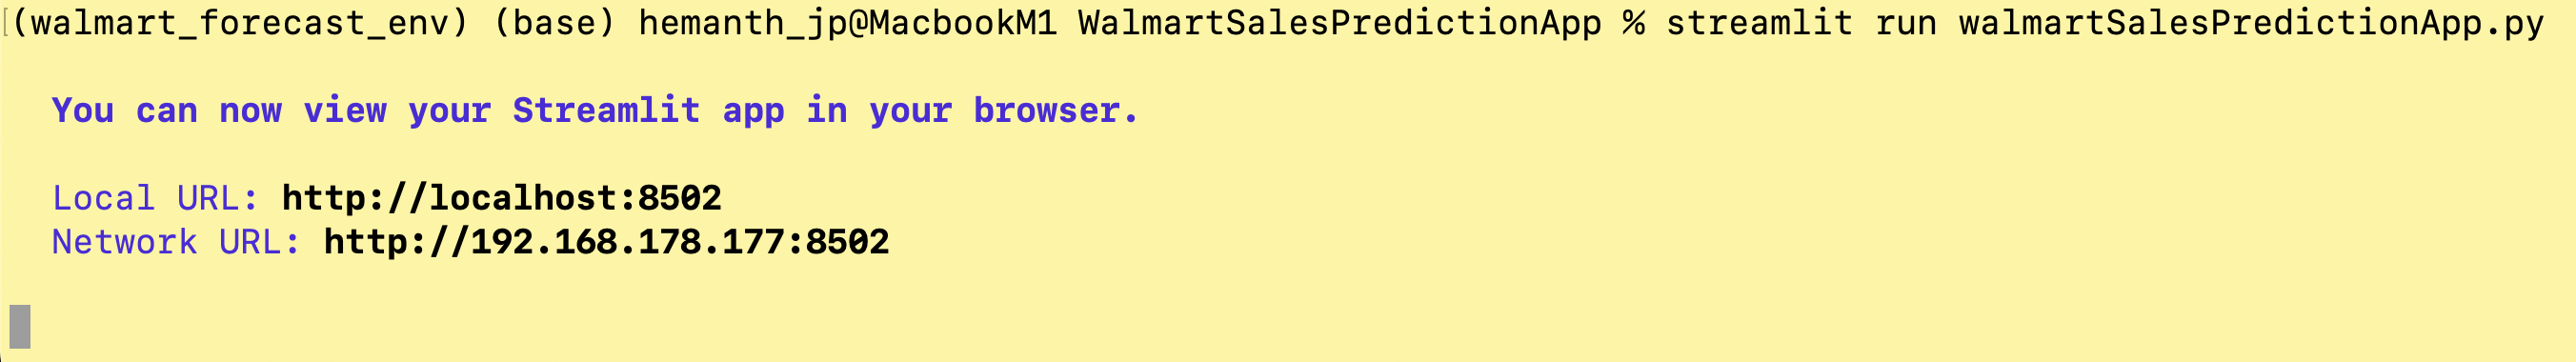 [(walmart_forecast_env) (base) hemanth_jp@MacbookM1 WalmartSalesPredictionApp % streamlit run walmartSalesPredictionApp.py
You can now view your Streamlit app in your browser.
Local URL: http://localhost:8502
Network URL: http://192.168.178.177:8502